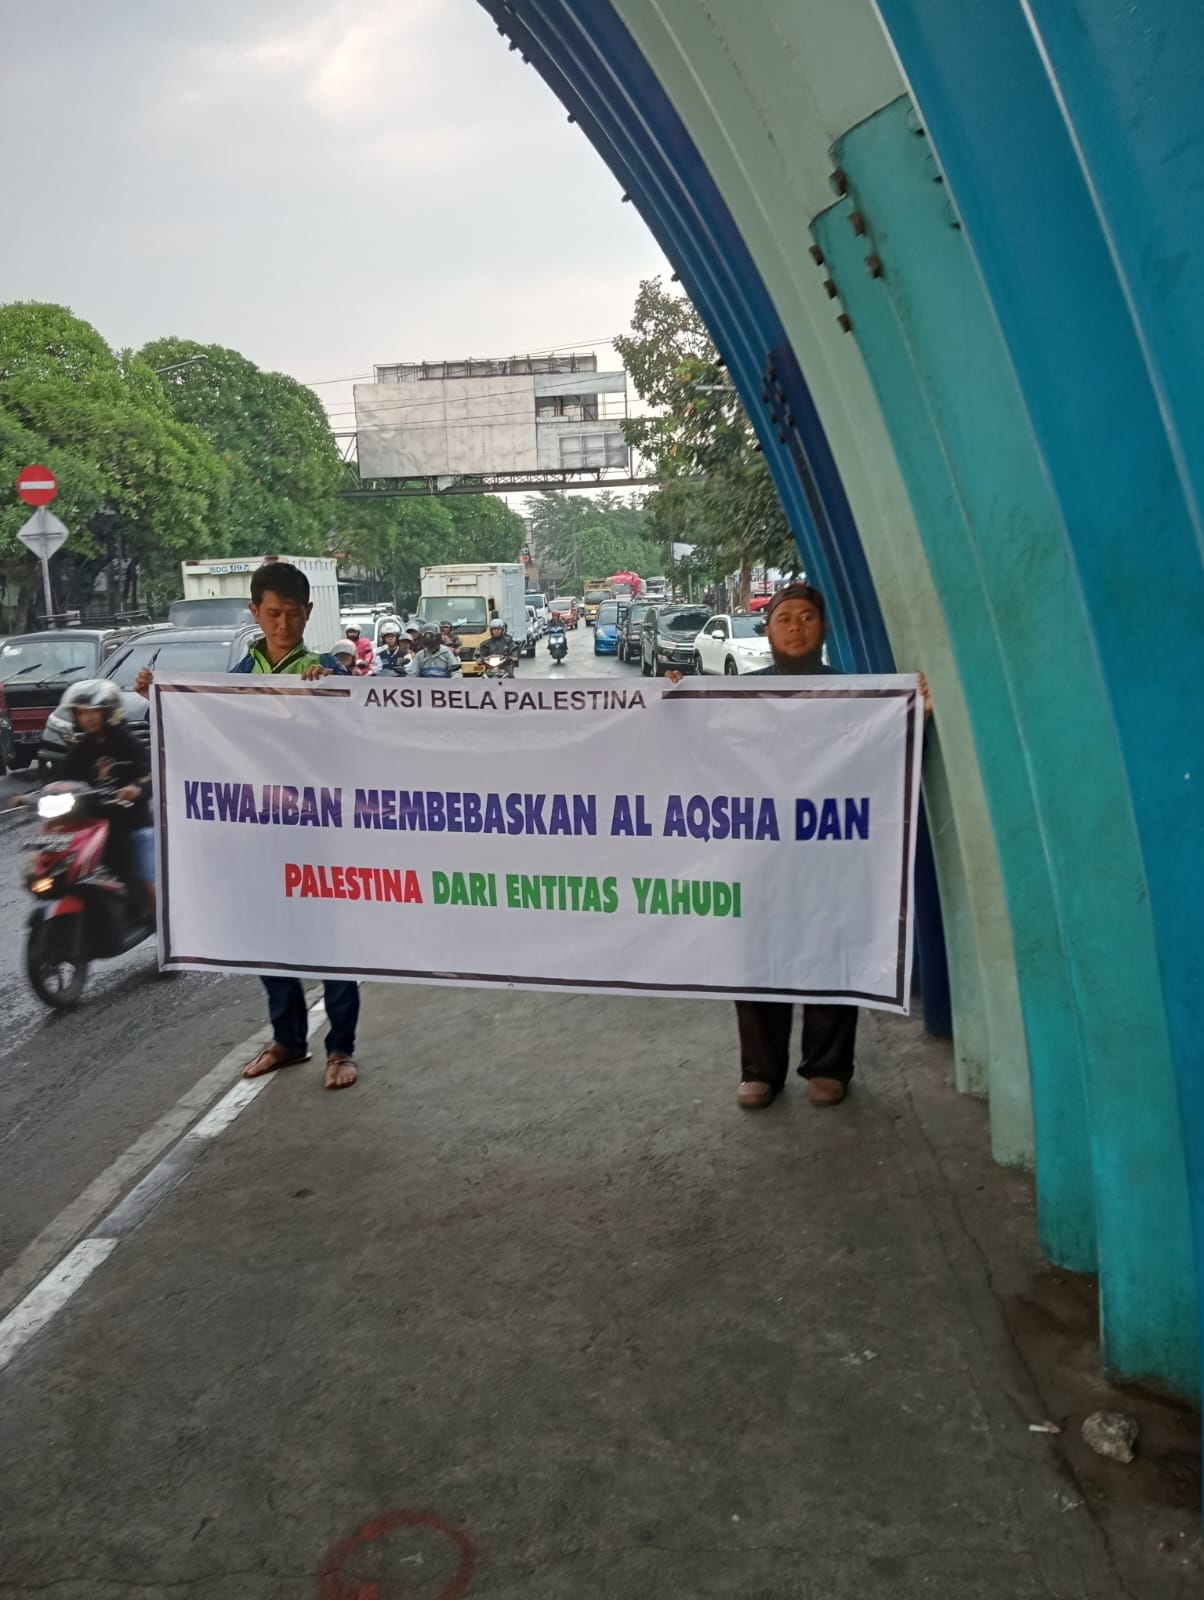 AKSI BELA PALESTINA
KEWAJIBAN MEMBEBASKAN AL AQSHA DAN
PALESTINA DARI ENTITAS YAHUDI